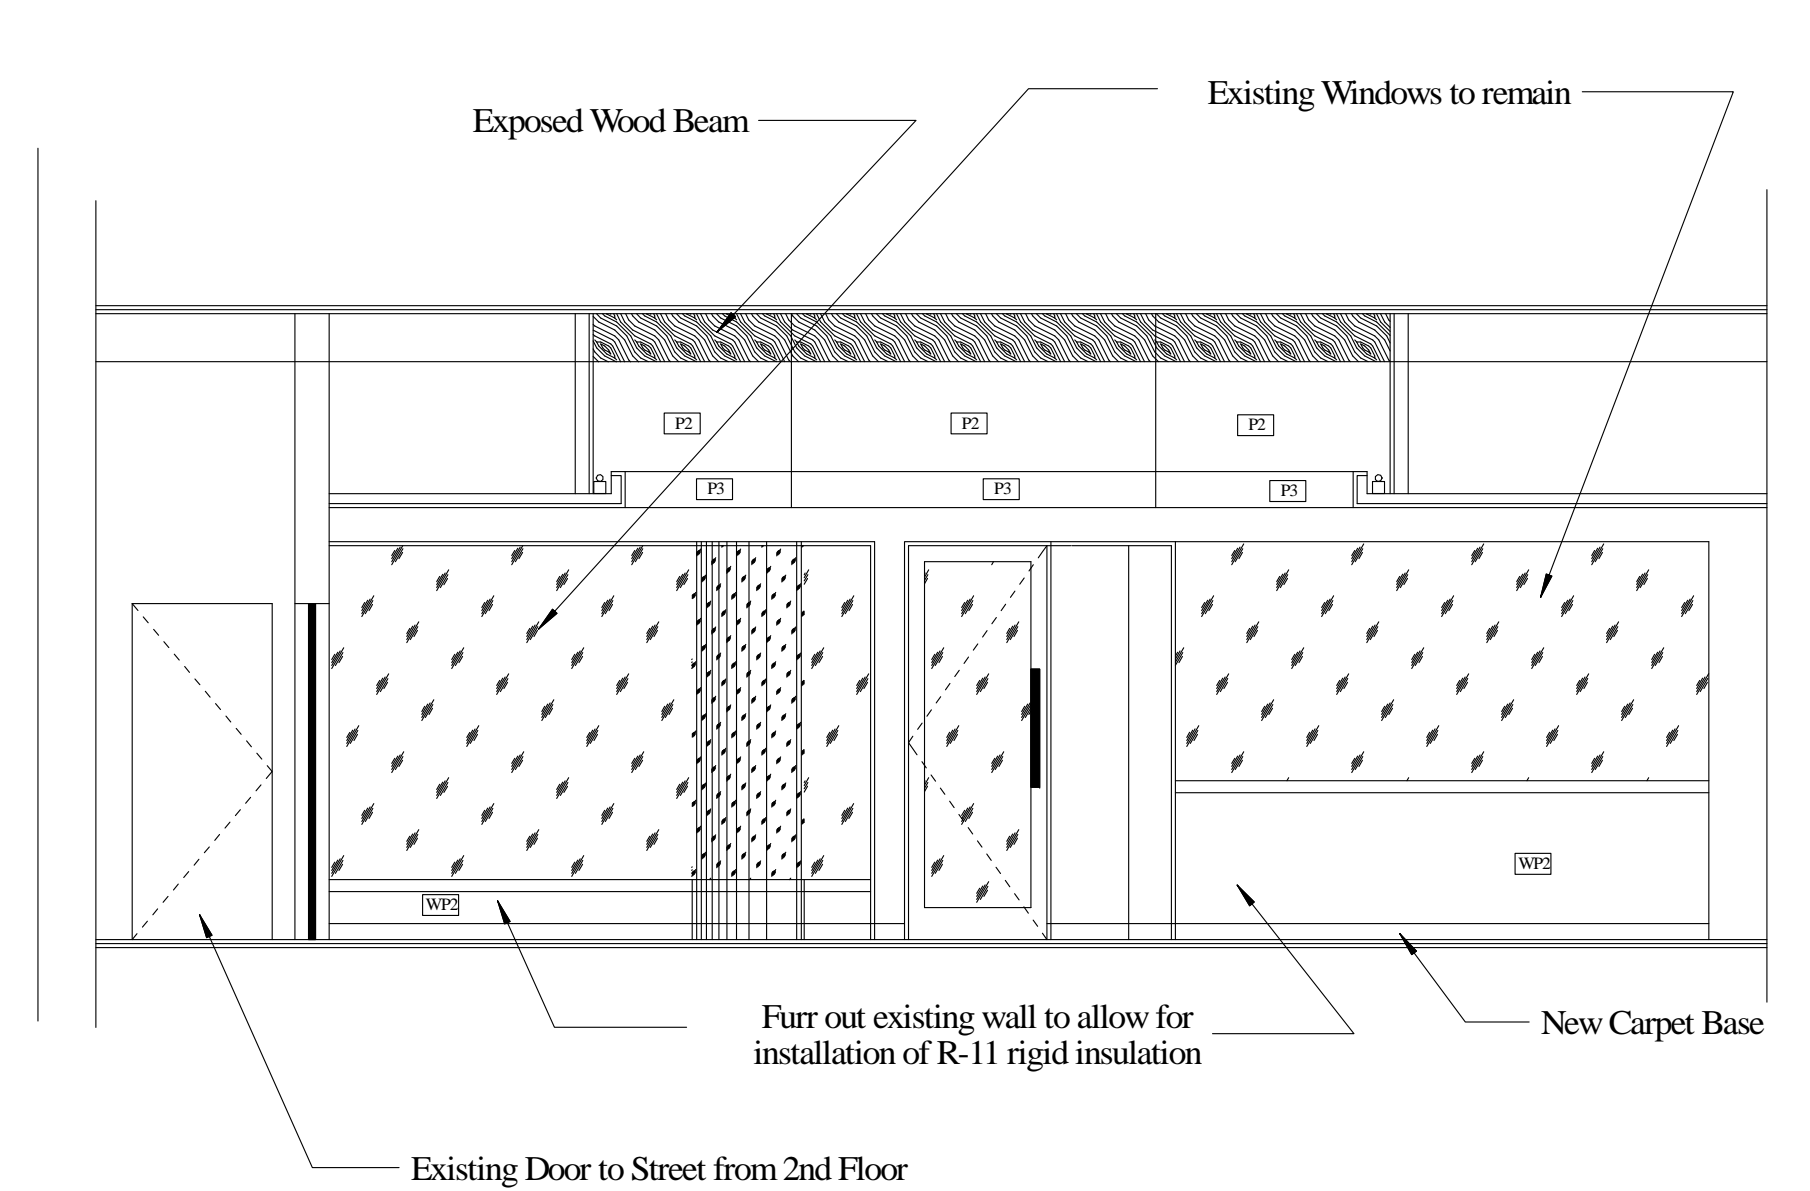 Existing Windows to remain
Exposed Wood Beam
P2
P2
P2
P3
P3
P3
WP2
WP2
Furr out existing wall to allow for
installation of R-11 rigid insulation
New Carpet Base
Existing Door to Street from 2nd Floor